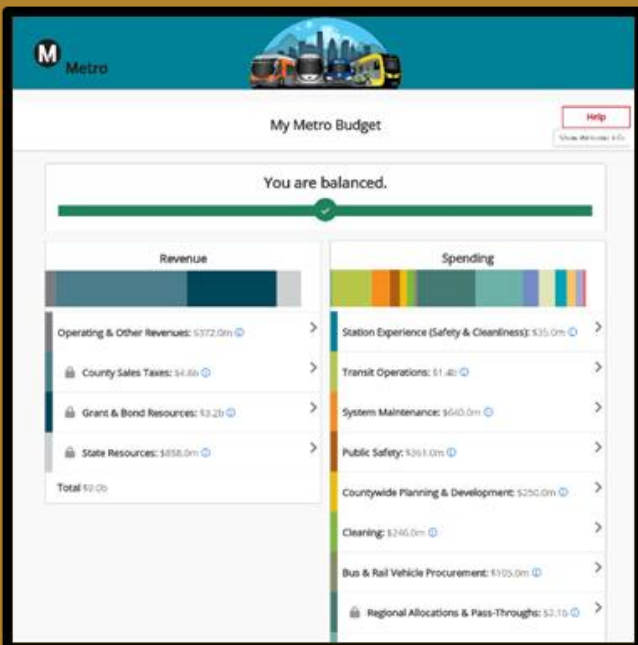 M
Metro
My Metro Budget
Help
You are balanced.
Revenue
Operating & Other Revenues: $372.0m
County Sales Taxes: $4.6b
Grant & Bond Resources: $3.2b
State Resources: $858.0m
Total $9.0b
Spending
Station Experience (Safety & Cleanliness): $35.0m
Transit Operations: $1.4b
System Maintenance: $640.0m
Public Safety: $361.0m
Countywide Planning & Development: $250.0m
Cleaning: $246.0m
Bus & Rail Vehicle Procurement: $105.0m
Regional Allocations & Pass-Throughs: $2.1b